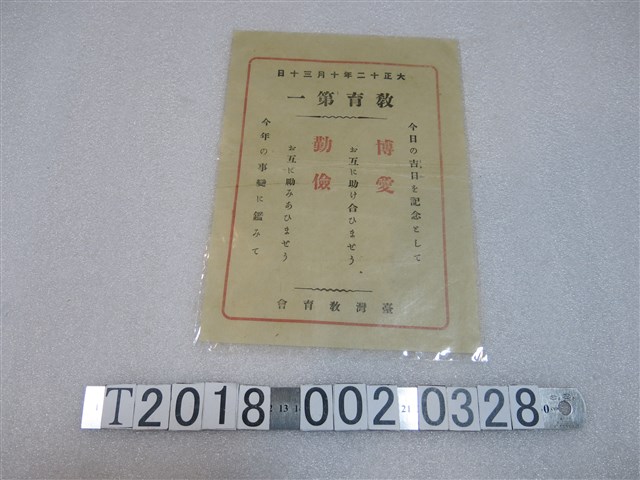 大正十二年十月三十日
教育第一
今日の吉日を記念として
博愛
お互に助け合ひませう。
勤儉
お互に勵みあひませう
今年の事變に鑑みて
臺灣教育會
T2018 002 0328